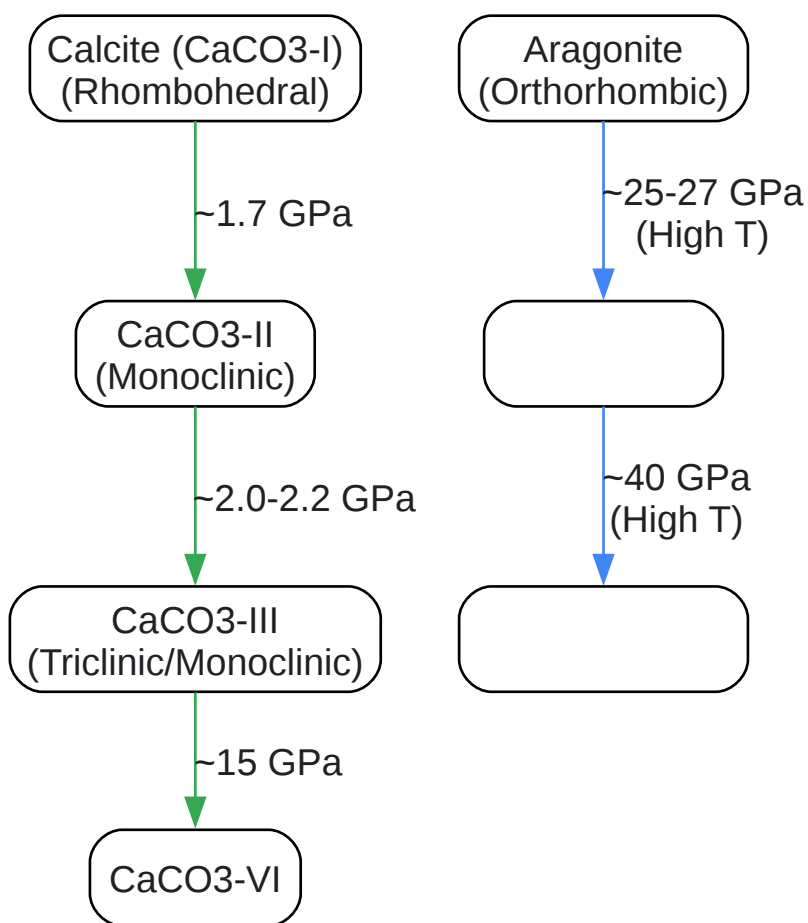 Calcite (CaCO3-I)
(Rhombohedral)
Aragonite
(Orthorhombic)
~1.7 GPa
~25-27 GPa
(High T)
CaCO3-II
(Monoclinic)
~2.0-2.2 GPa
~40 GPa
(High T)
CaCO3-III
(Triclinic/Monoclinic)
~15 GPa
CaCO3-VI